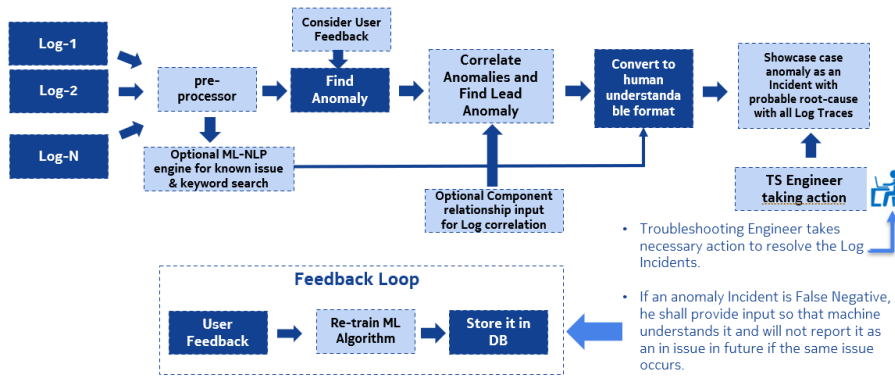 Log-1
Log-2
Log-N
pre-
processor
Optional ML-NLP
engine for known issue
& keyword search
Consider User
Feedback
Find
Anomaly
Correlate
Anomalies and
Find Lead
Anomaly
Optional Component
relationship input
for Log correlation
Convert to
human
understanda
ble format
Showcase case
anomaly as an
Incident with
probable root-cause
with all Log Traces
TS Engineer
taking action
• Troubleshooting Engineer takes
necessary action to resolve the Log
Incidents.
• If an anomaly Incident is False Negative,
he shall provide input so that machine
understands it and will not report it as
an in issue in future if the same issue
occurs.
Feedback Loop
User
Feedback
Re-train ML
Algorithm
Store it in
DB